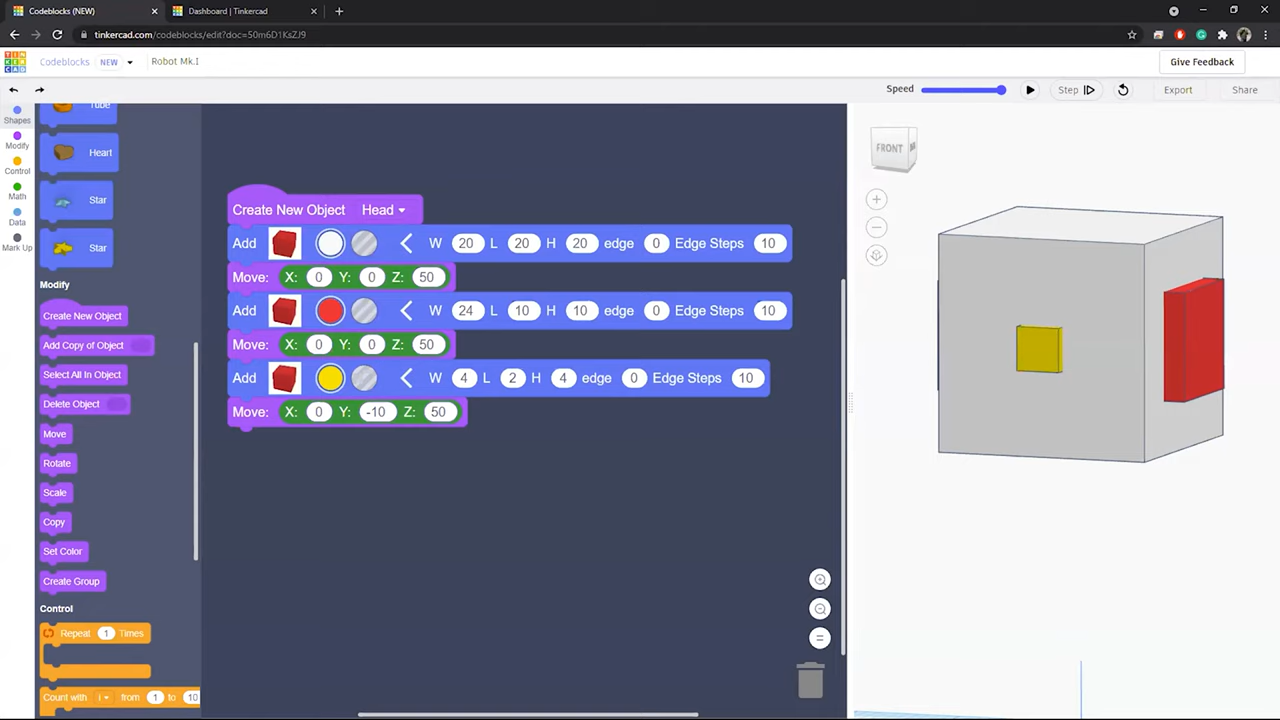 Codeblocks (NEW) Dashboard | Tinkercad
tinkercad.com/codeblocks/edit?doc=50m6D1KsZJ9
TIN
KER
CAD
Codeblocks NEW Robot Mk.I Give Feedback
Speed Step Export Share
Shapes
Modify
Control
Math
Data
Mark Up
Tube
Heart
Star
Star
Modify
Create New Object
Add Copy of Object
Select All In Object
Delete Object
Move
Rotate
Scale
Copy
Set Color
Create Group
Control
Repeat 1 Times
Count with i from 1 to 10
Create New Object Head
Add W 20 L 20 H 20 edge 0 Edge Steps 10
Move: X: 0 Y: 0 Z: 50
Add W 24 L 10 H 10 edge 0 Edge Steps 10
Move: X: 0 Y: 0 Z: 50
Add W 4 L 2 H 4 edge 0 Edge Steps 10
Move: X: 0 Y: -10 Z: 50
FRONT